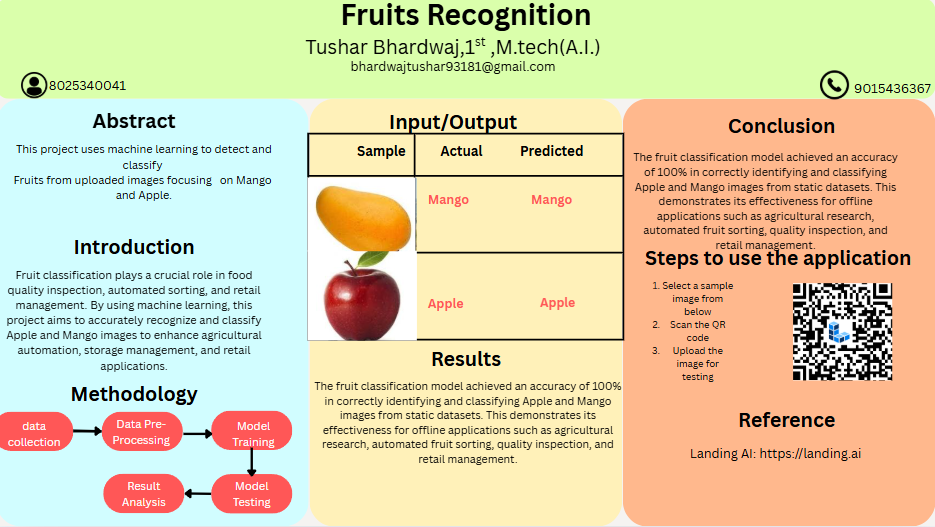 Fruits Recognition
Tushar Bhardwaj,1st ,M.tech(A.I.)
bhardwajtushar93181@gmail.com
8025340041
9015436367
Abstract
This project uses machine learning to detect and
classify
Fruits from uploaded images focusing on Mango
and Apple.
Introduction
Fruit classification plays a crucial role in food
quality inspection, automated sorting, and retail
management. By using machine learning, this
project aims to accurately recognize and classify
Apple and Mango images to enhance agricultural
automation, storage management, and retail
applications.
Methodology
data
collection
Data Pre-
Processing
Model
Training
Model
Testing
Result
Analysis
Input/Output
Sample Actual Predicted
Mango Mango
Apple Apple
Results
The fruit classification model achieved an accuracy of 100%
in correctly identifying and classifying Apple and Mango
images from static datasets. This demonstrates its
effectiveness for offline applications such as agricultural
research, automated fruit sorting, quality inspection, and
retail management.
Conclusion
The fruit classification model achieved an accuracy
of 100% in correctly identifying and classifying
Apple and Mango images from static datasets. This
demonstrates its effectiveness for offline
applications such as agricultural research,
automated fruit sorting, quality inspection, and
retail management.
Steps to use the application
1. Select a sample
image from
below
2. Scan the QR
code
3. Upload the
image for
testing
Reference
Landing AI: https://landing.ai